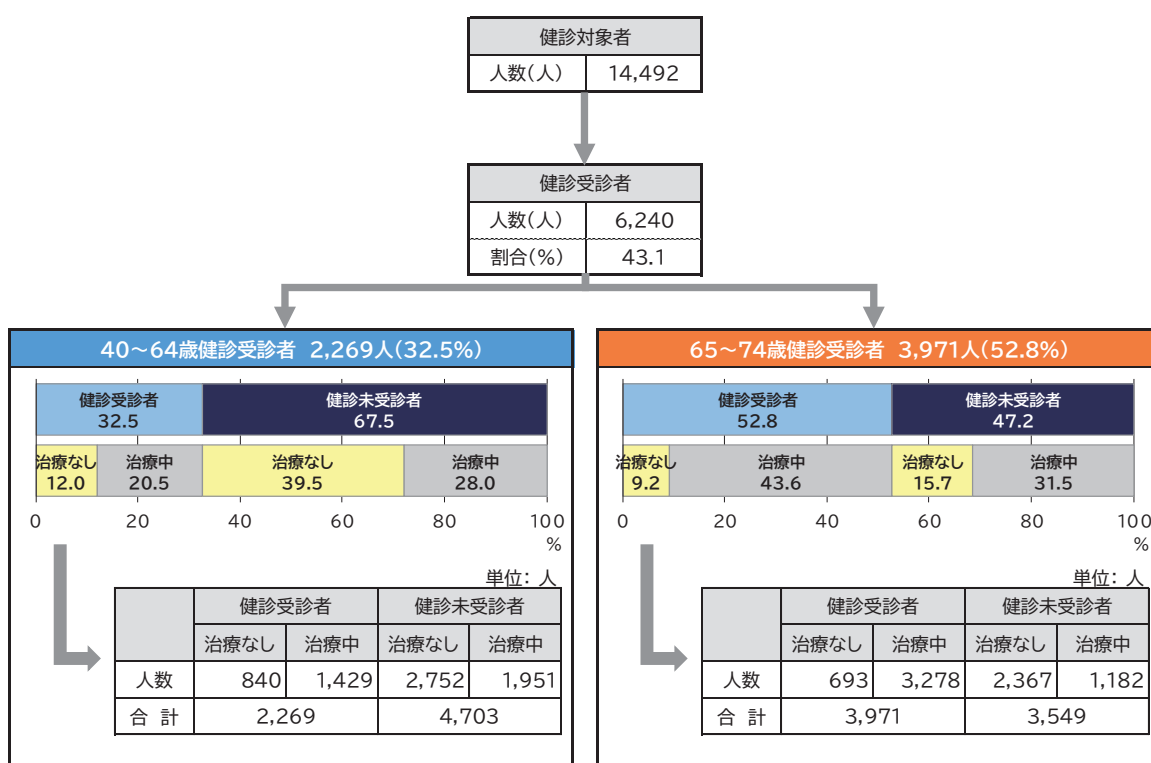 健診対象者
人数(人) 14,492
健診受診者
人数(人) 6,240
割合(%) 43.1
40～64歳健診受診者 2,269人(32.5%)
健診受診者 健診未受診者
32.5 67.5
治療なし 治療中 治療なし 治療中
12.0 20.5 39.5 28.0
0 20 40 60 80 100
%
単位：人
健診受診者 健診未受診者
治療なし 治療中 治療なし 治療中
人数 840 1,429 2,752 1,951
合 計 2,269 4,703
65～74歳健診受診者 3,971人(52.8%)
健診受診者 健診未受診者
52.8 47.2
治療なし 治療中 治療なし 治療中
9.2 43.6 15.7 31.5
0 20 40 60 80 100
%
単位：人
健診受診者 健診未受診者
治療なし 治療中 治療なし 治療中
人数 693 3,278 2,367 1,182
合 計 3,971 3,549